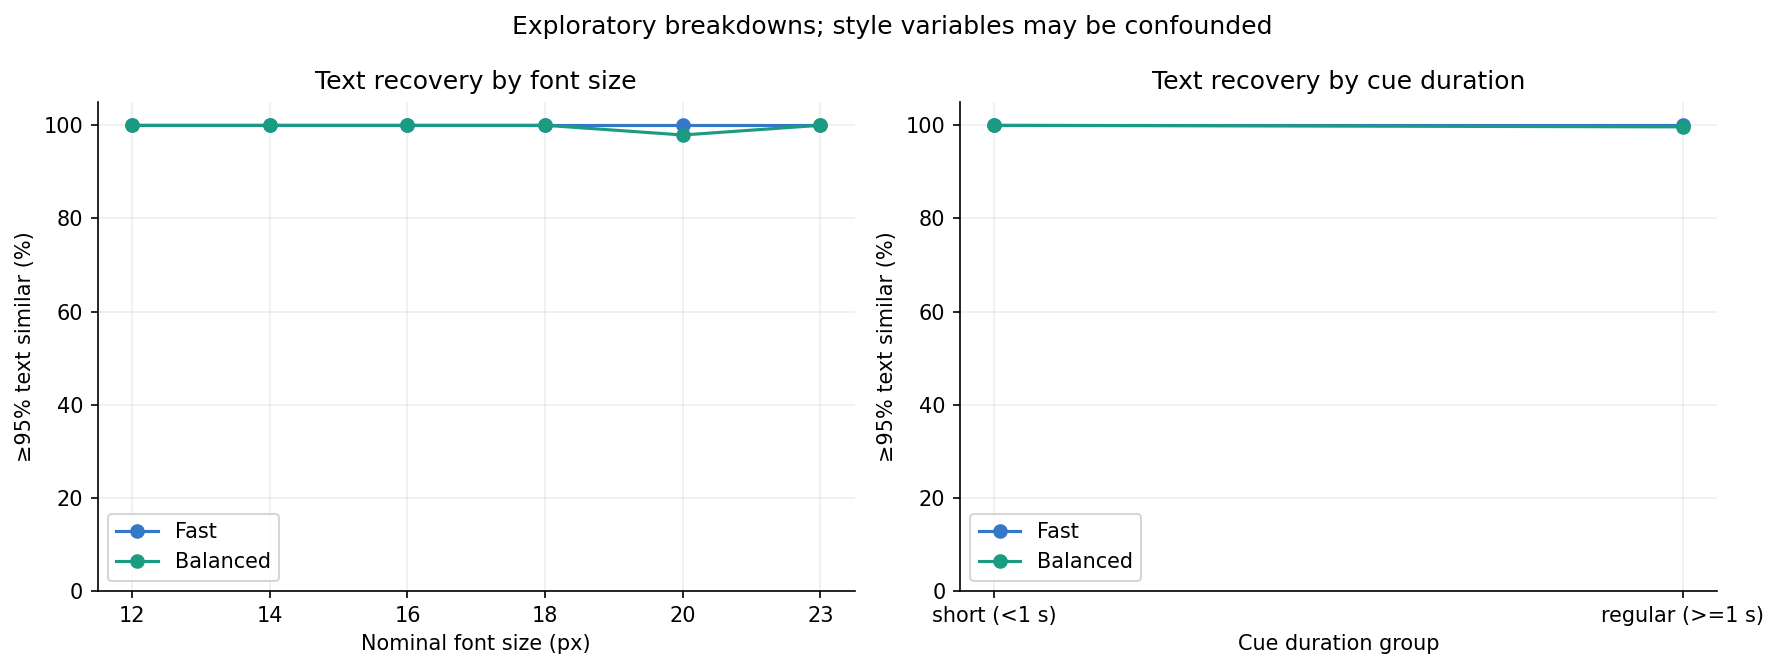 Exploratory breakdowns; style variables may be confounded
Text recovery by font size
≥95% text similar (%)
100
80
60
40
20
0
Fast
Balanced
12 14 16 18 20 23
Nominal font size (px)
Text recovery by cue duration
≥95% text similar (%)
100
80
60
40
20
0
Fast
Balanced
short (<1 s) regular (>=1 s)
Cue duration group